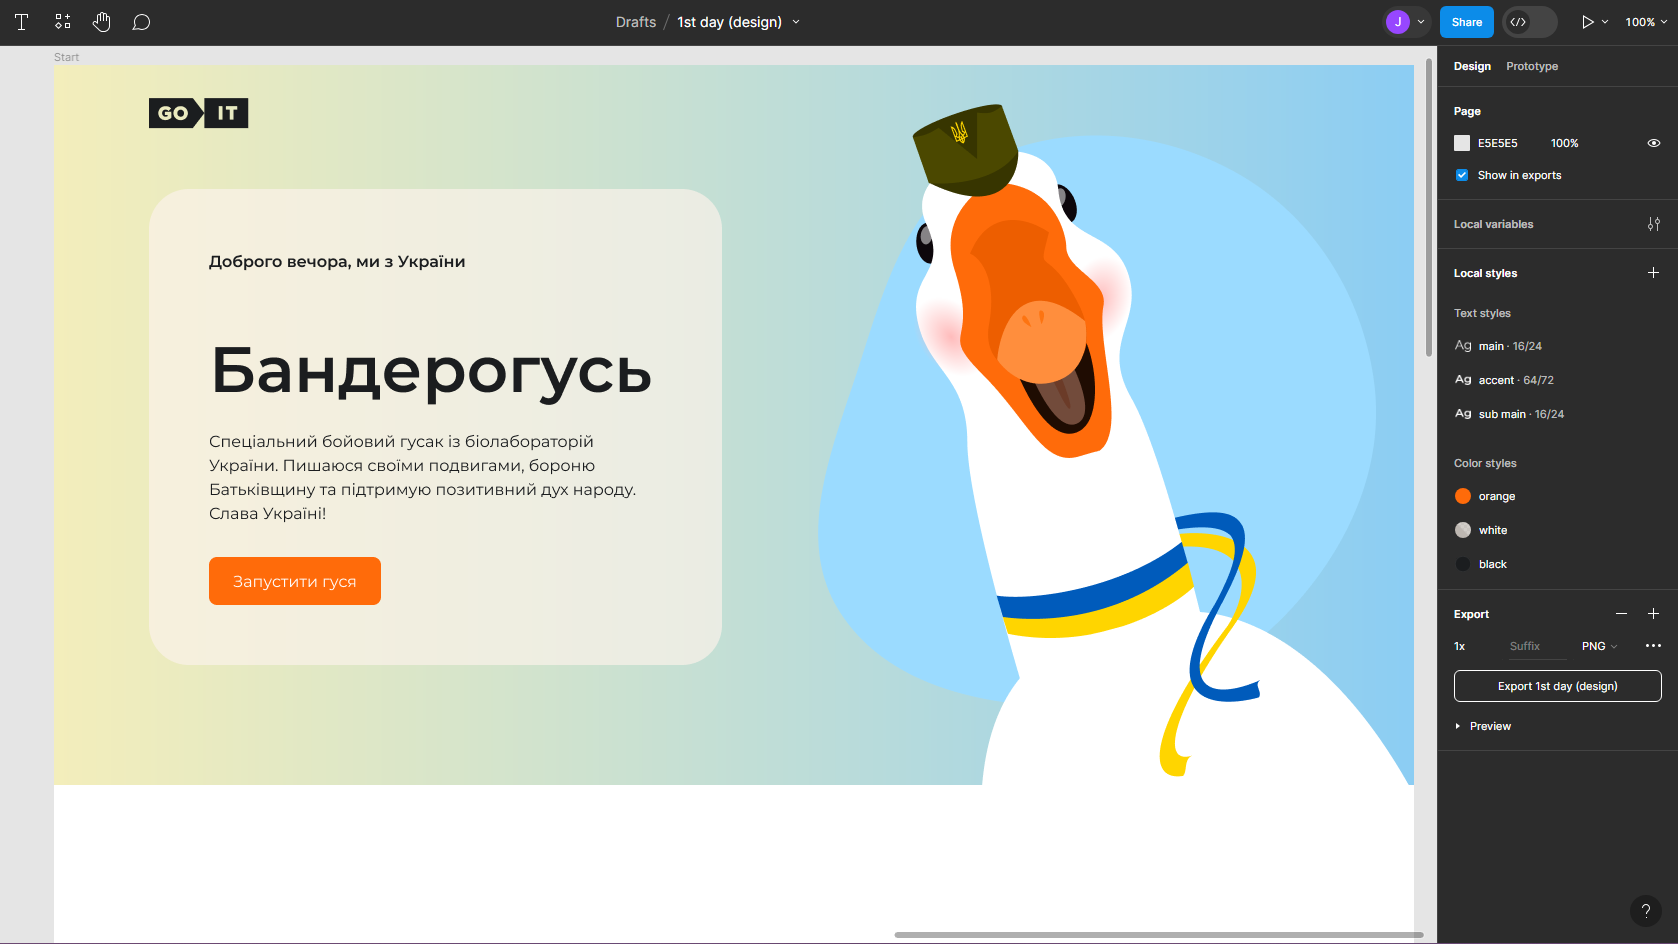 Drafts / 1st day (design)
J
Share
100%
Start
GO IT
Доброго вечора, ми з України
Бандерогусь
Спеціальний бойовий гусак із біолабораторій
України. Пишаюся своїми подвигами, бороню
Батьківщину та підтримую позитивний дух народу.
Слава Україні!
Запустити гуся
Design Prototype
Page
E5E5E5 100%
Show in exports
Local variables
Local styles
Text styles
Ag main · 16/24
Ag accent · 64/72
Ag sub main · 16/24
Color styles
orange
white
black
Export
1x Suffix PNG
Export 1st day (design)
Preview
?